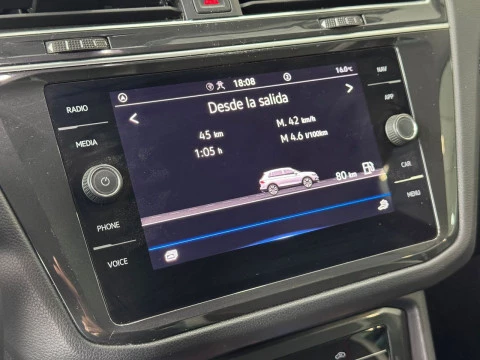 18:08
16.0°C
Desde la salida
45 km
M. 42 km/h
1:05 h
M 4.6 l/100km
80 km
RADIO
MEDIA
PHONE
VOICE
NAV
APP
CAR
MENU